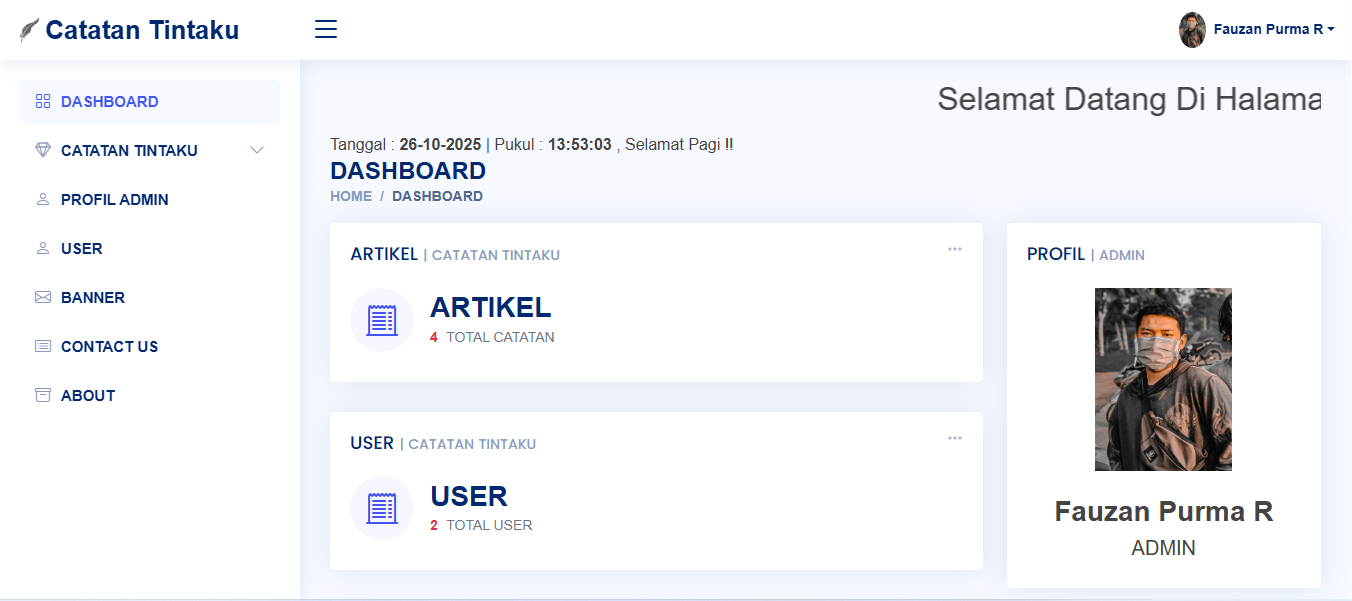 Catatan Tintaku
Fauzan Purma R
DASHBOARD
CATATAN TINTAKU
PROFIL ADMIN
USER
BANNER
CONTACT US
ABOUT
Selamat Datang Di Halama
Tanggal : 26-10-2025 | Pukul : 13:53:03 , Selamat Pagi !!
DASHBOARD
HOME / DASHBOARD
ARTIKEL | CATATAN TINTAKU
ARTIKEL
4 TOTAL CATATAN
USER | CATATAN TINTAKU
USER
2 TOTAL USER
PROFIL | ADMIN
Fauzan Purma R
ADMIN